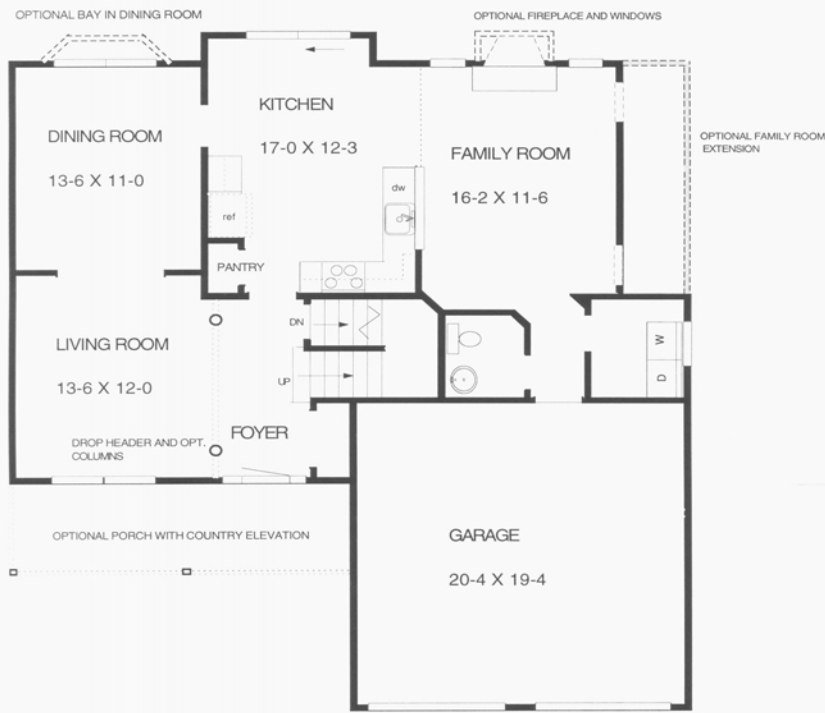 OPTIONAL BAY IN DINING ROOM
OPTIONAL FIREPLACE AND WINDOWS
KITCHEN
17-0 X 12-3
DINING ROOM
13-6 X 11-0
FAMILY ROOM
16-2 X 11-6
OPTIONAL FAMILY ROOM
EXTENSION
dw
ref
PANTRY
DN
LIVING ROOM
13-6 X 12-0
UP
W
D
FOYER
DROP HEADER AND OPT.
COLUMNS
OPTIONAL PORCH WITH COUNTRY ELEVATION
GARAGE
20-4 X 19-4